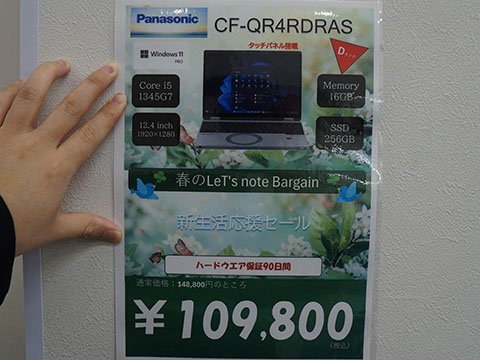 Panasonic CF-QR4RDRAS
タッチパネル搭載
Windows 11
PRO
Core i5
1345G7
Memory
16GB
12.4 inch
1920×1280
SSD
256GB
春のLeT's note Bargain
新生活応援セール
ハードウエア保証90日間
通常価格:148,800円のところ
¥109,800
(税込)